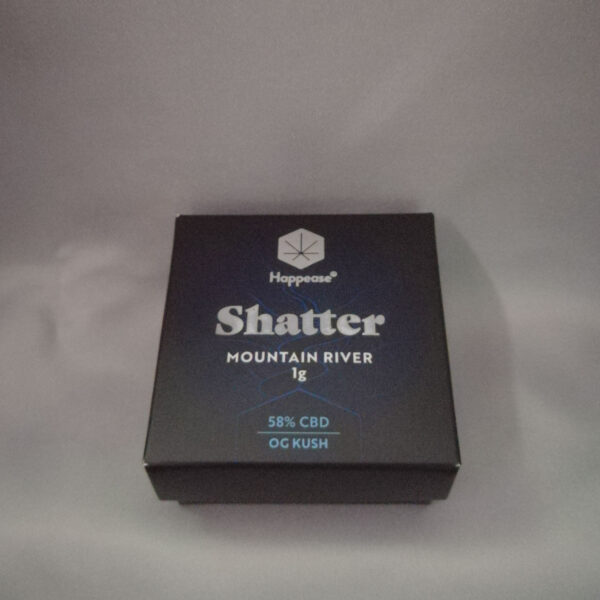 Happease®
Shatter
MOUNTAIN RIVER
1g
58% CBD
OG KUSH